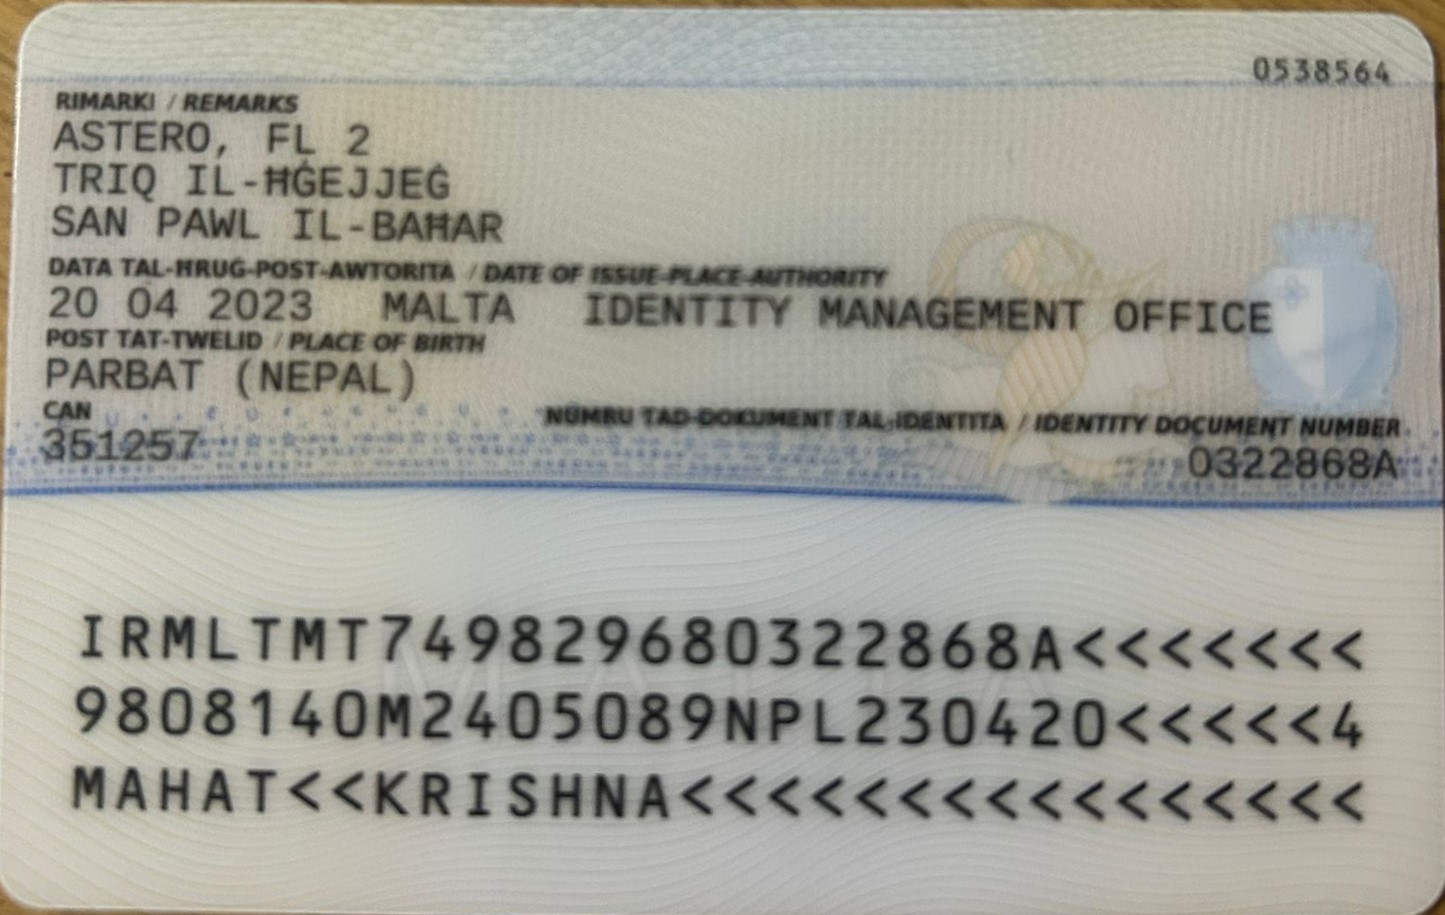 0538564
RIMARKI / REMARKS
ASTERO, FL 2
TRIQ IL-ĦĠEJJEĠ
SAN PAWL IL-BAĦAR
DATA TAL-ĦRUĠ-POST-AWTORITA / DATE OF ISSUE-PLACE-AUTHORITY
20 04 2023 MALTA IDENTITY MANAGEMENT OFFICE
POST TAT-TWELID / PLACE OF BIRTH
PARBAT (NEPAL)
CAN
351257
NUMRU TAD-DOKUMENT TAL-IDENTITA / IDENTITY DOCUMENT NUMBER
0322868A
MALTA
IRMLTMT749829680322868A<<<<<<<
9808140M2405089NPL230420<<<<<4
MAHAT<<KRISHNA<<<<<<<<<<<<<<<<